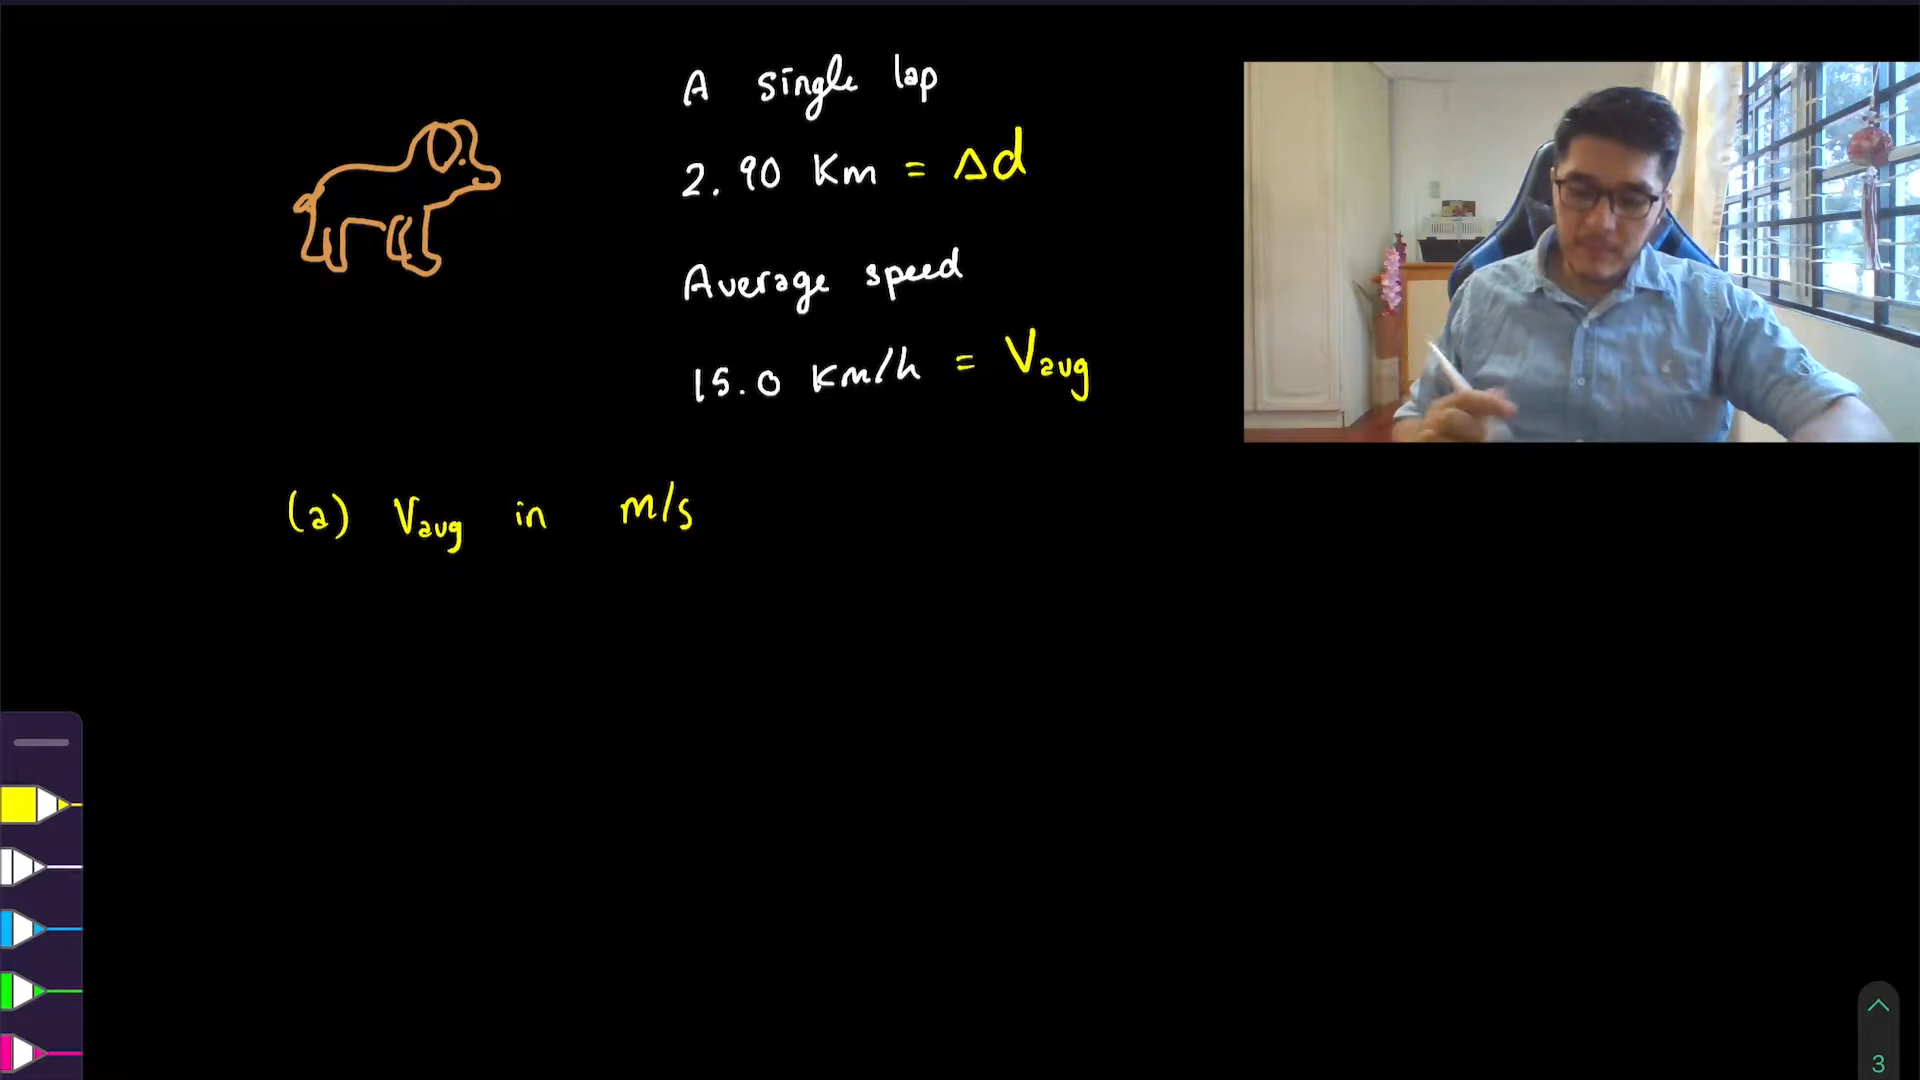 A single lap
2.90 Km = Δd
Average speed
15.0 Km/h = Vavg
(a) Vavg in m/s
3